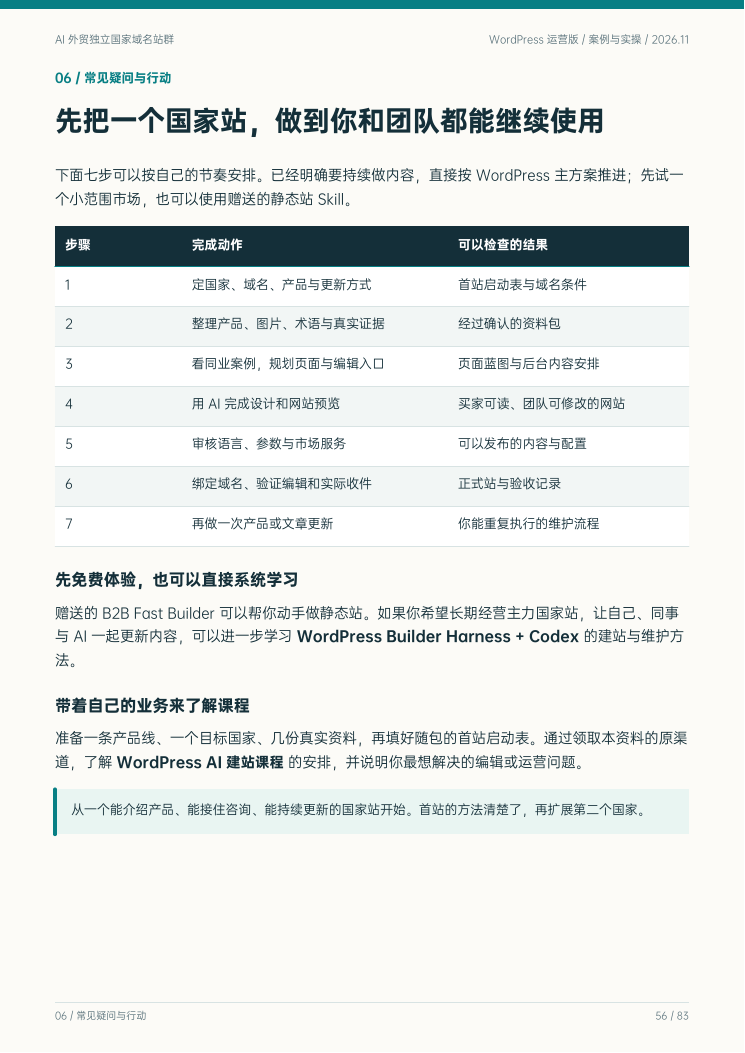 AI 外贸独立国家域名站群
WordPress 运营版 / 案例与实操 / 2026.11
06 / 常见疑问与行动
先把一个国家站，做到你和团队都能继续使用
下面七步可以按自己的节奏安排。已经明确要持续做内容，直接按 WordPress 主方案推进；先试一
个小范围市场，也可以使用赠送的静态站 Skill。
步骤 完成动作 可以检查的结果
1 定国家、域名、产品与更新方式 首站启动表与域名条件
2 整理产品、图片、术语与真实证据 经过确认的资料包
3 看同业案例，规划页面与编辑入口 页面蓝图与后台内容安排
4 用 AI 完成设计和网站预览 买家可读、团队可修改的网站
5 审核语言、参数与市场服务 可以发布的内容与配置
6 绑定域名、验证编辑和实际收件 正式站与验收记录
7 再做一次产品或文章更新 你能重复执行的维护流程
先免费体验，也可以直接系统学习
赠送的 B2B Fast Builder 可以帮你动手做静态站。如果你希望长期经营主力国家站，让自己、同事
与 AI 一起更新内容，可以进一步学习 WordPress Builder Harness + Codex 的建站与维护方
法。
带着自己的业务来了解课程
准备一条产品线、一个目标国家、几份真实资料，再填好随包的首站启动表。通过领取本资料的原渠
道，了解 WordPress AI 建站课程 的安排，并说明你最想解决的编辑或运营问题。
从一个能介绍产品、能接住咨询、能持续更新的国家站开始。首站的方法清楚了，再扩展第二个国家。
06 / 常见疑问与行动
56 / 83